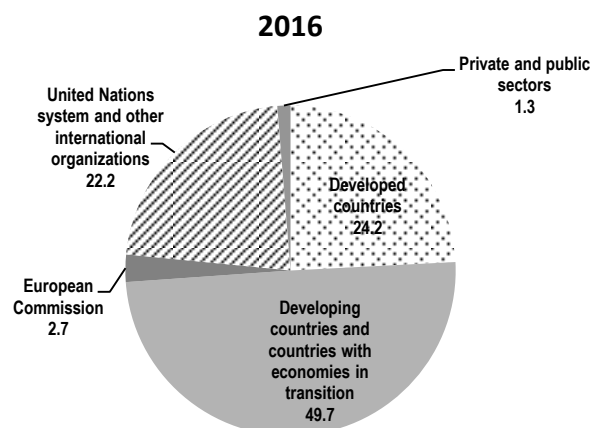 2016
Private and public
sectors
1.3
United Nations
system and other
international
organizations
22.2
Developed
countries
24.2
European
Commission
2.7
Developing
countries and
countries with
economies in
transition
49.7